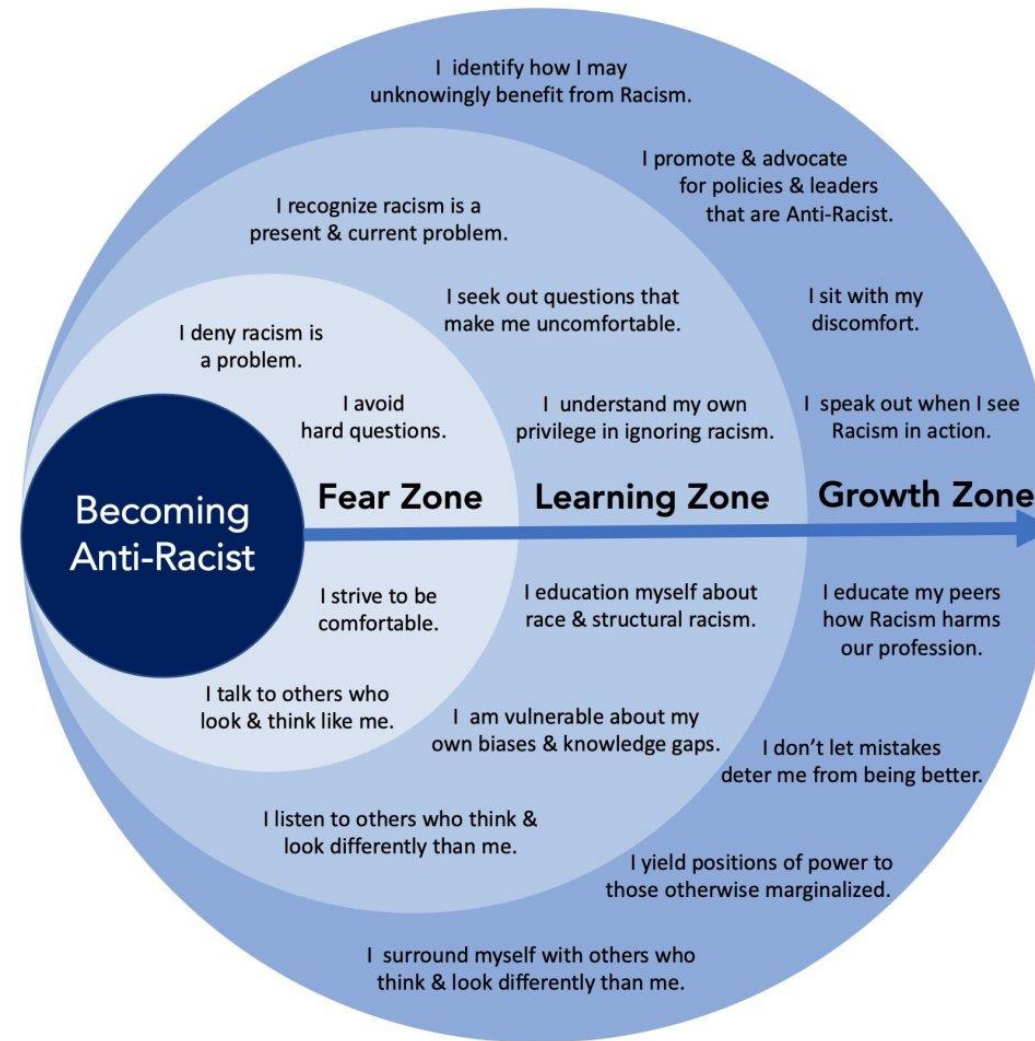 I identify how I may
unknowingly benefit from Racism.
I promote & advocate
for policies & leaders
that are Anti-Racist.
I recognize racism is a
present & current problem.
I seek out questions that
make me uncomfortable.
I sit with my
discomfort.
I deny racism is
a problem.
I avoid
hard questions.
I understand my own
privilege in ignoring racism.
I speak out when I see
Racism in action.
Becoming
Anti-Racist
Fear Zone
Learning Zone
Growth Zone
I strive to be
comfortable.
I education myself about
race & structural racism.
I educate my peers
how Racism harms
our profession.
I talk to others who
look & think like me.
I am vulnerable about my
own biases & knowledge gaps.
I don’t let mistakes
deter me from being better.
I listen to others who think &
look differently than me.
I yield positions of power to
those otherwise marginalized.
I surround myself with others who
think & look differently than me.